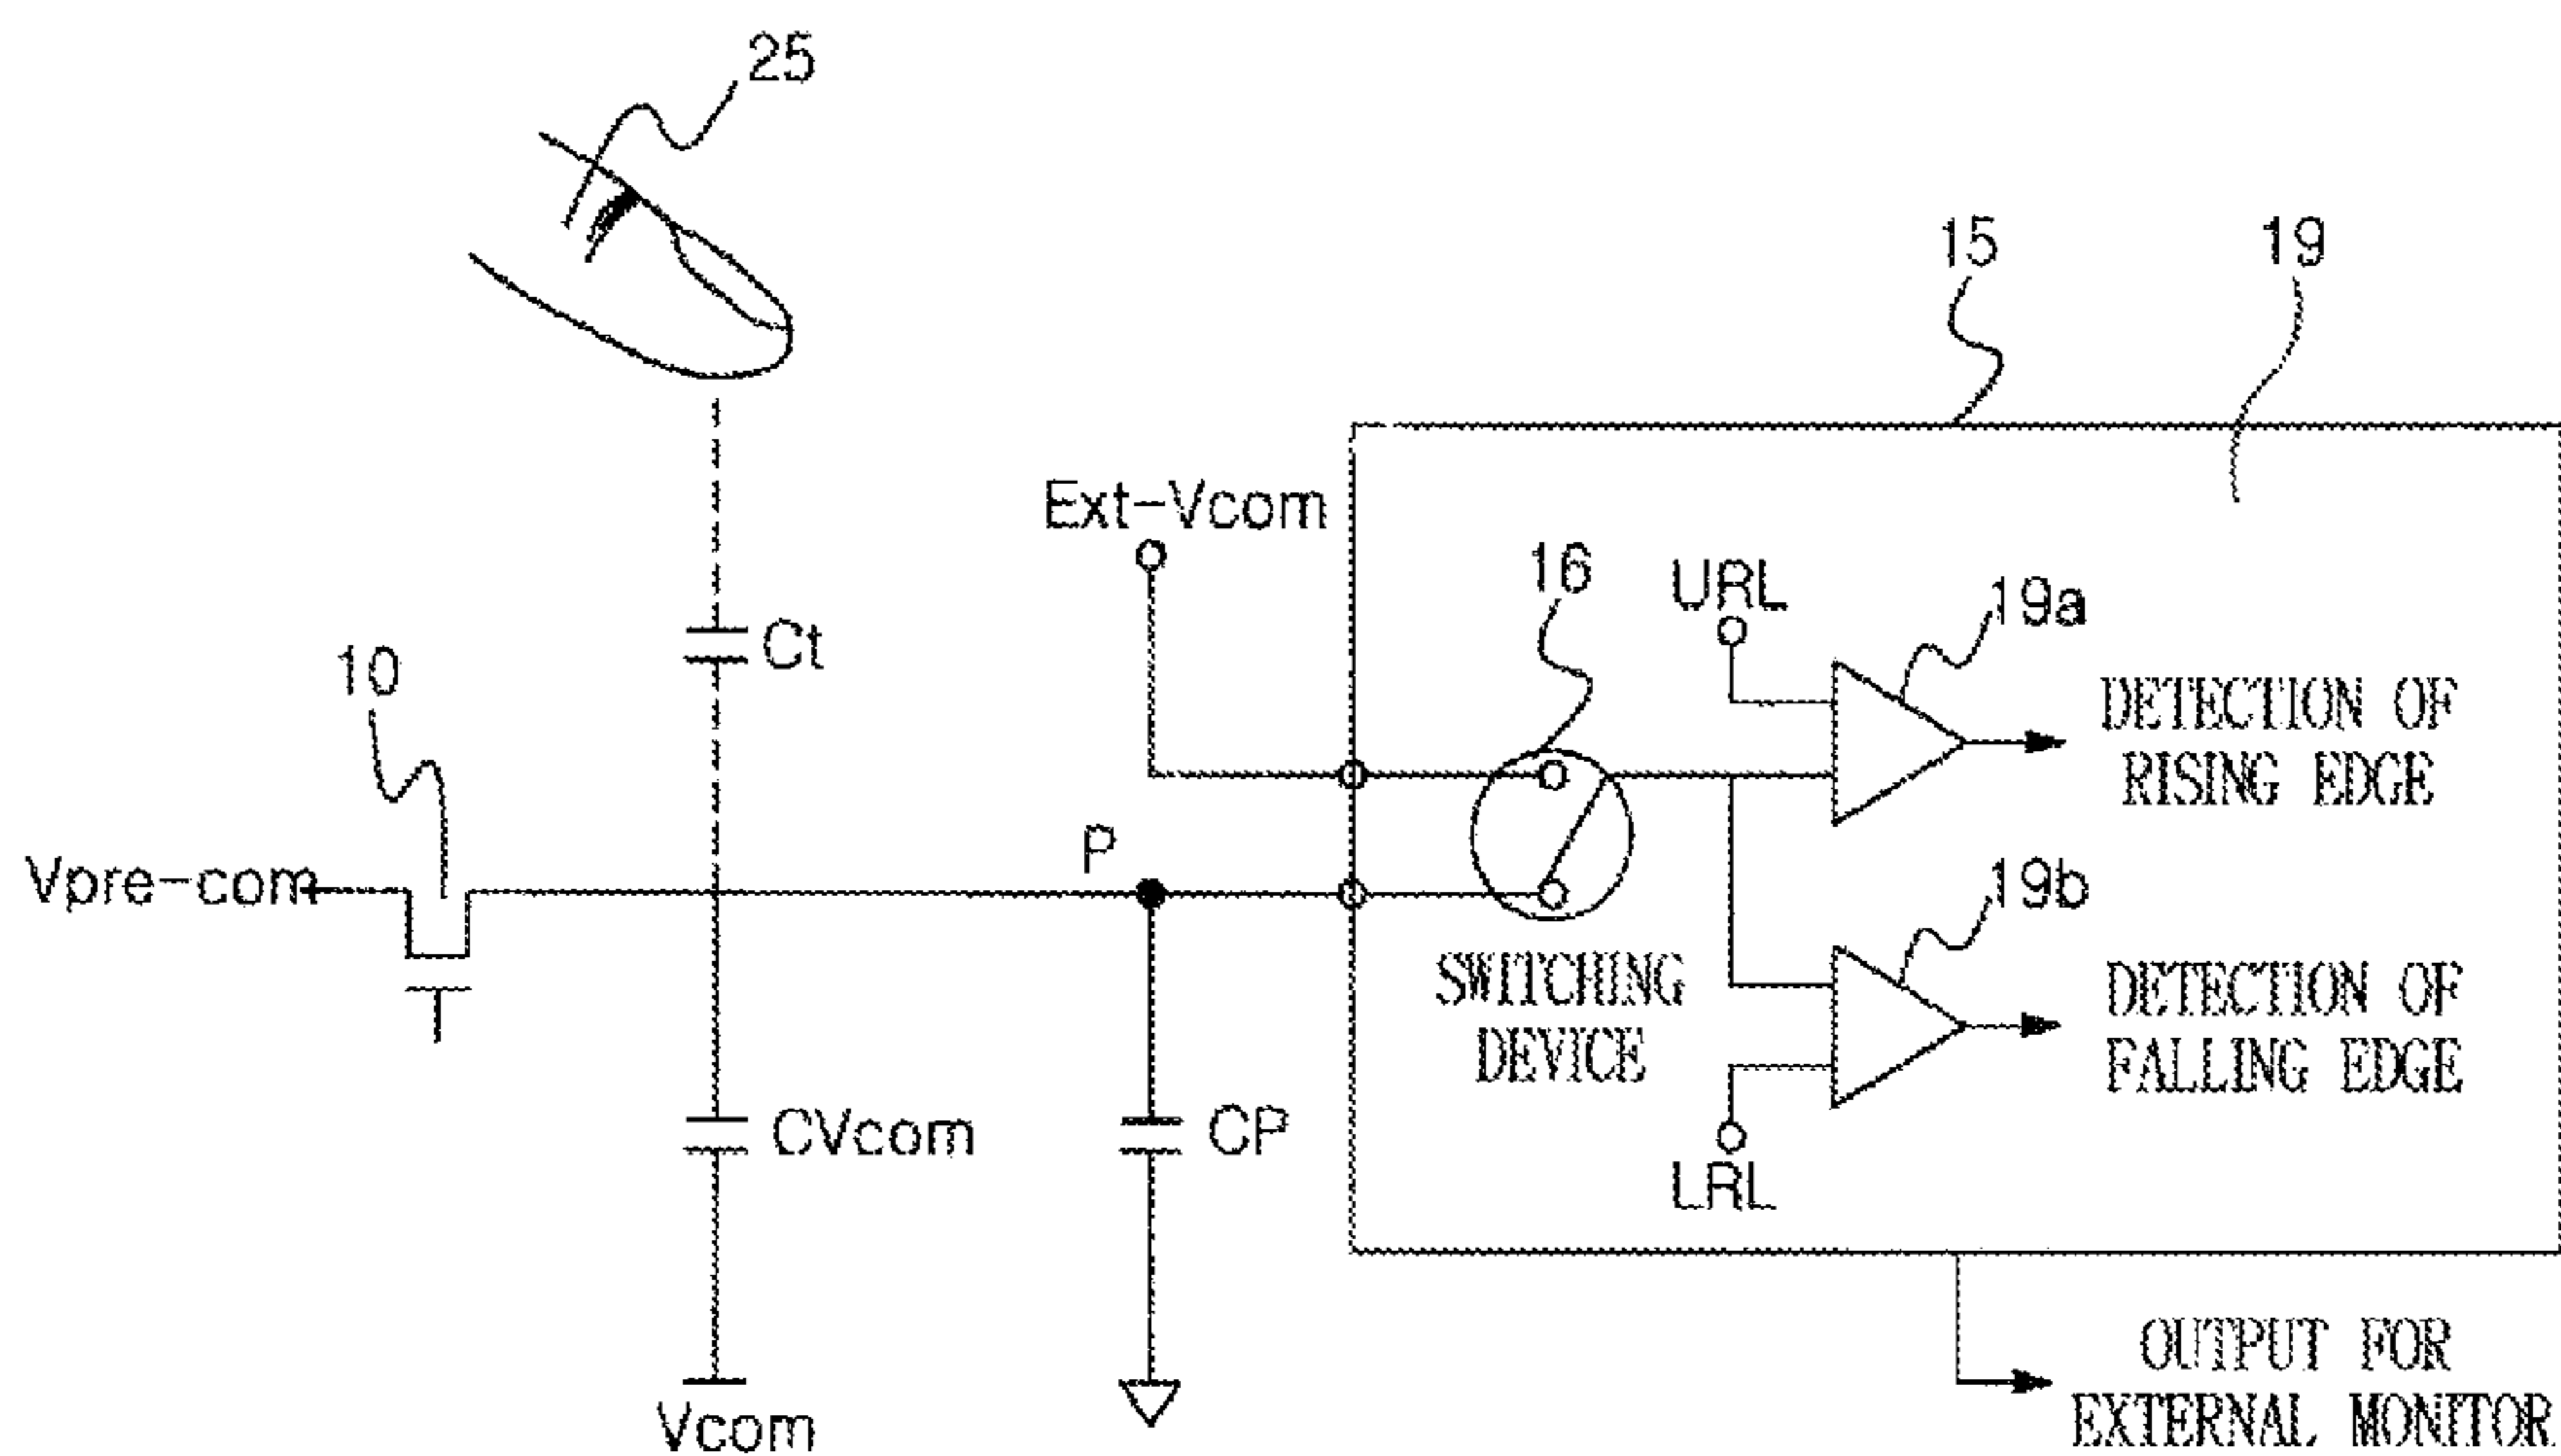 25
15
19
Ext-Vcom
16
URL
19a
Ct
10
DETECTION OF
RISING EDGE
P
Vpre-com
19b
SWITCHING
DEVICE
DETECTION OF
FALLING EDGE
CVcom
CP
LRL
OUTPUT FOR
EXTERNAL MONITOR
Vcom